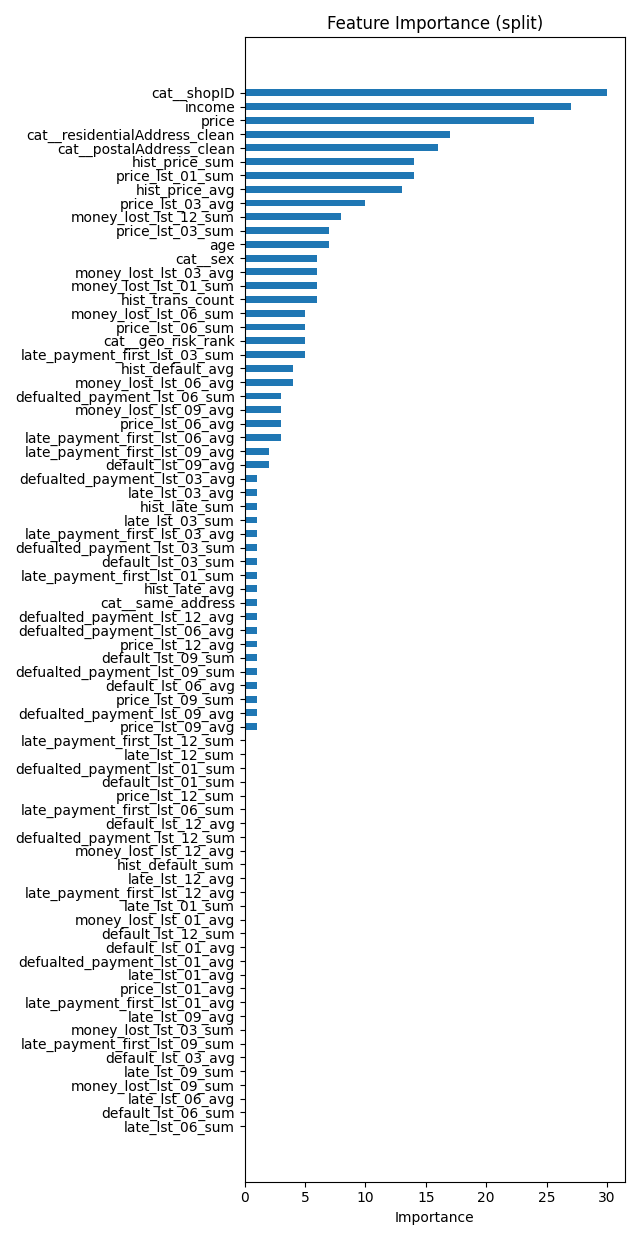 Feature Importance (split)
cat__shopID
income
price
cat__residentialAddress_clean
cat__postalAddress_clean
hist_price_sum
price_lst_01_sum
hist_price_avg
price_lst_03_avg
money_lost_lst_12_sum
price_lst_03_sum
age
cat__sex
money_lost_lst_03_avg
money_lost_lst_01_sum
hist_trans_count
money_lost_lst_06_sum
price_lst_06_sum
cat__geo_risk_rank
late_payment_first_lst_03_sum
hist_default_avg
money_lost_lst_06_avg
defualted_payment_lst_06_sum
money_lost_lst_09_avg
price_lst_06_avg
late_payment_first_lst_06_avg
late_payment_first_lst_09_avg
default_lst_09_avg
defualted_payment_lst_03_avg
late_lst_03_avg
hist_late_sum
late_lst_03_sum
late_payment_first_lst_03_avg
defualted_payment_lst_03_sum
default_lst_03_sum
late_payment_first_lst_01_sum
hist_late_avg
cat__same_address
defualted_payment_lst_12_avg
defualted_payment_lst_06_avg
price_lst_12_avg
default_lst_09_sum
defualted_payment_lst_09_sum
default_lst_06_avg
price_lst_09_sum
defualted_payment_lst_09_avg
price_lst_09_avg
late_payment_first_lst_12_sum
late_lst_12_sum
defualted_payment_lst_01_sum
default_lst_01_sum
price_lst_12_sum
late_payment_first_lst_06_sum
default_lst_12_avg
defualted_payment_lst_12_sum
money_lost_lst_12_avg
hist_default_sum
late_lst_12_avg
late_payment_first_lst_12_avg
late_lst_01_sum
money_lost_lst_01_avg
default_lst_12_sum
default_lst_01_avg
defualted_payment_lst_01_avg
late_lst_01_avg
price_lst_01_avg
late_payment_first_lst_01_avg
late_lst_09_avg
money_lost_lst_03_sum
late_payment_first_lst_09_sum
default_lst_03_avg
late_lst_09_sum
money_lost_lst_09_sum
late_lst_06_avg
default_lst_06_sum
late_lst_06_sum
0 5 10 15 20 25 30
Importance